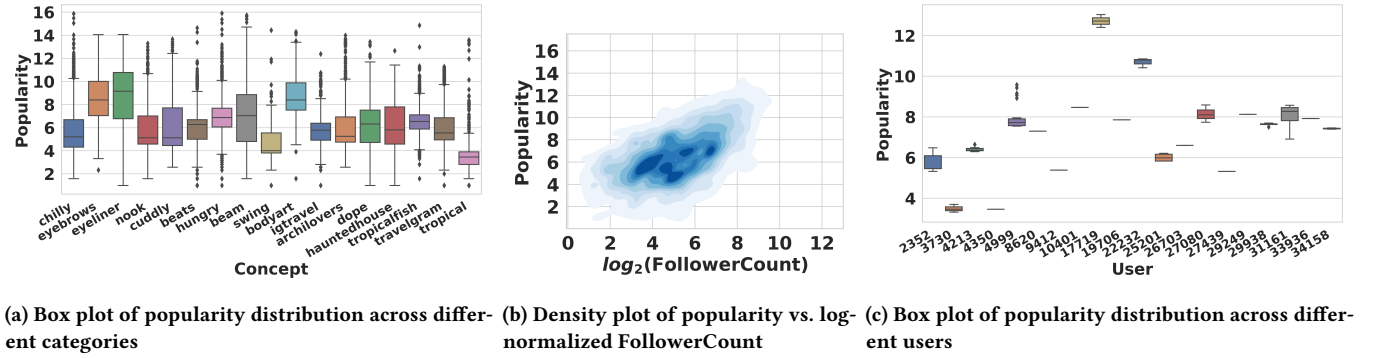 16
14
12
10
8
6
4
2
Popularity
chilly
eyebrows
eyeliner
nook
cuddly
beats
hungry
beam
swing
bodyart
igtravel
archilovers
dope
hauntedhouse
tropicalfish
travelgram
tropical
Concept
16
14
12
10
8
6
4
2
Popularity
0 2 4 6 8 10 12
log2(FollowerCount)
12
10
8
6
4
Popularity
2352
3730
4213
4350
4999
8620
9412
10401
17719
19706
22232
25201
26703
27080
27439
29249
29938
31161
33936
34158
User
(a) Box plot of popularity distribution across differ-
ent categories
(b) Density plot of popularity vs. log-
normalized FollowerCount
(c) Box plot of popularity distribution across differ-
ent users